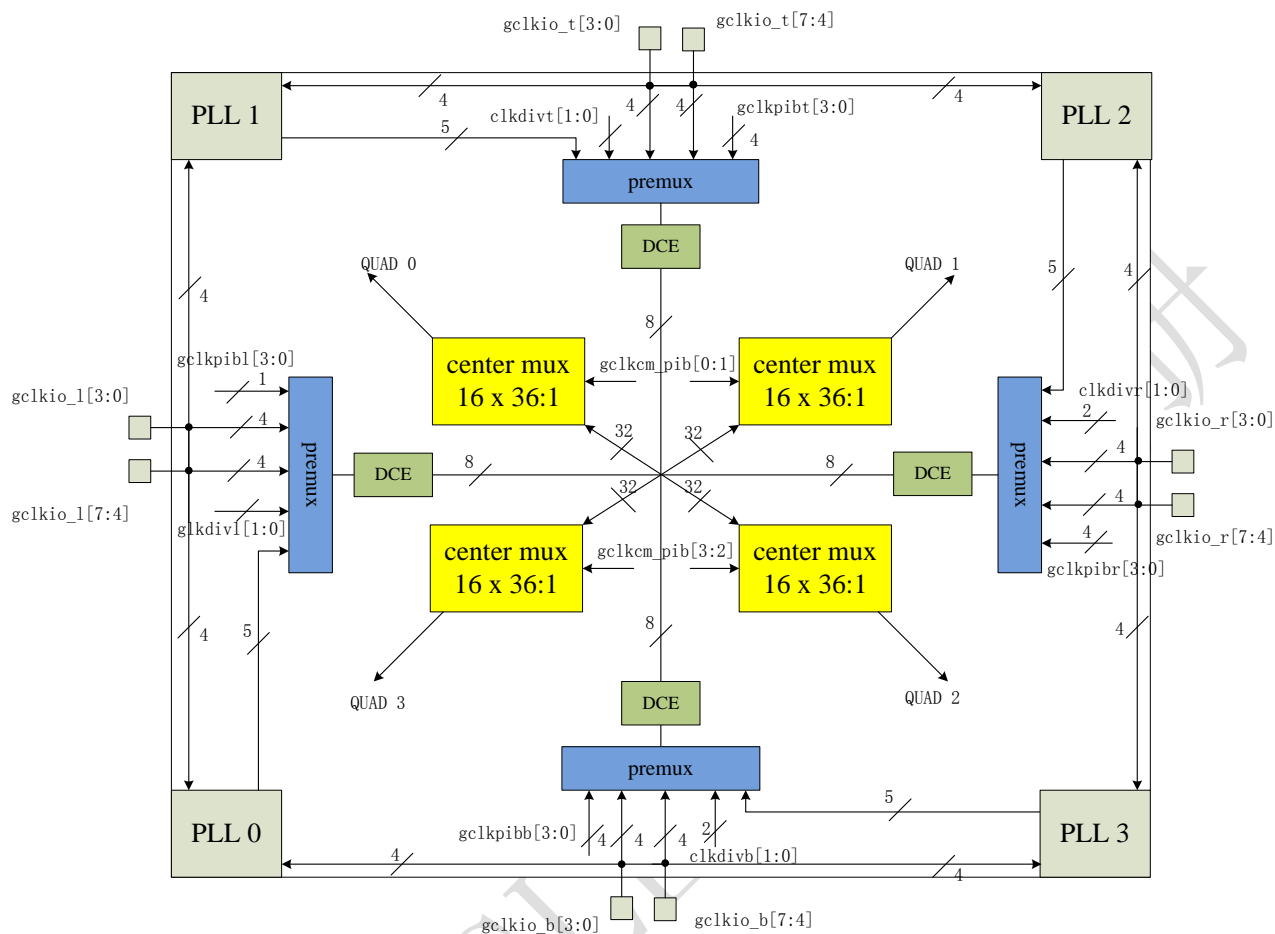 gclkio_t[3:0]
gclkio_t[7:4]
PLL 1
4
4
PLL 2
5
clkdivt[1:0]
4
4
gclkpibt[3:0]
4
premux
DCE
QUAD 0
QUAD 1
5
4
4
8
center mux
16 x 36:1
gclkcm_pib[0:1]
center mux
16 x 36:1
gclkpibl[3:0]
1
gclkio_l[3:0]
4
4
gclkio_l[7:4]
glkdivl[1:0]
premux
DCE
8
32
32
32
32
8
DCE
premux
clkdivr[1:0]
2
gclkio_r[3:0]
4
4
gclkio_r[7:4]
4
gclkpibr[3:0]
center mux
16 x 36:1
gclkcm_pib[3:2]
center mux
16 x 36:1
4
5
8
4
QUAD 3
QUAD 2
DCE
premux
PLL 0
gclkpibb[3:0]
4
4
4
2
clkdivb[1:0]
5
PLL 3
4
4
gclkio_b[3:0]
gclkio_b[7:4]